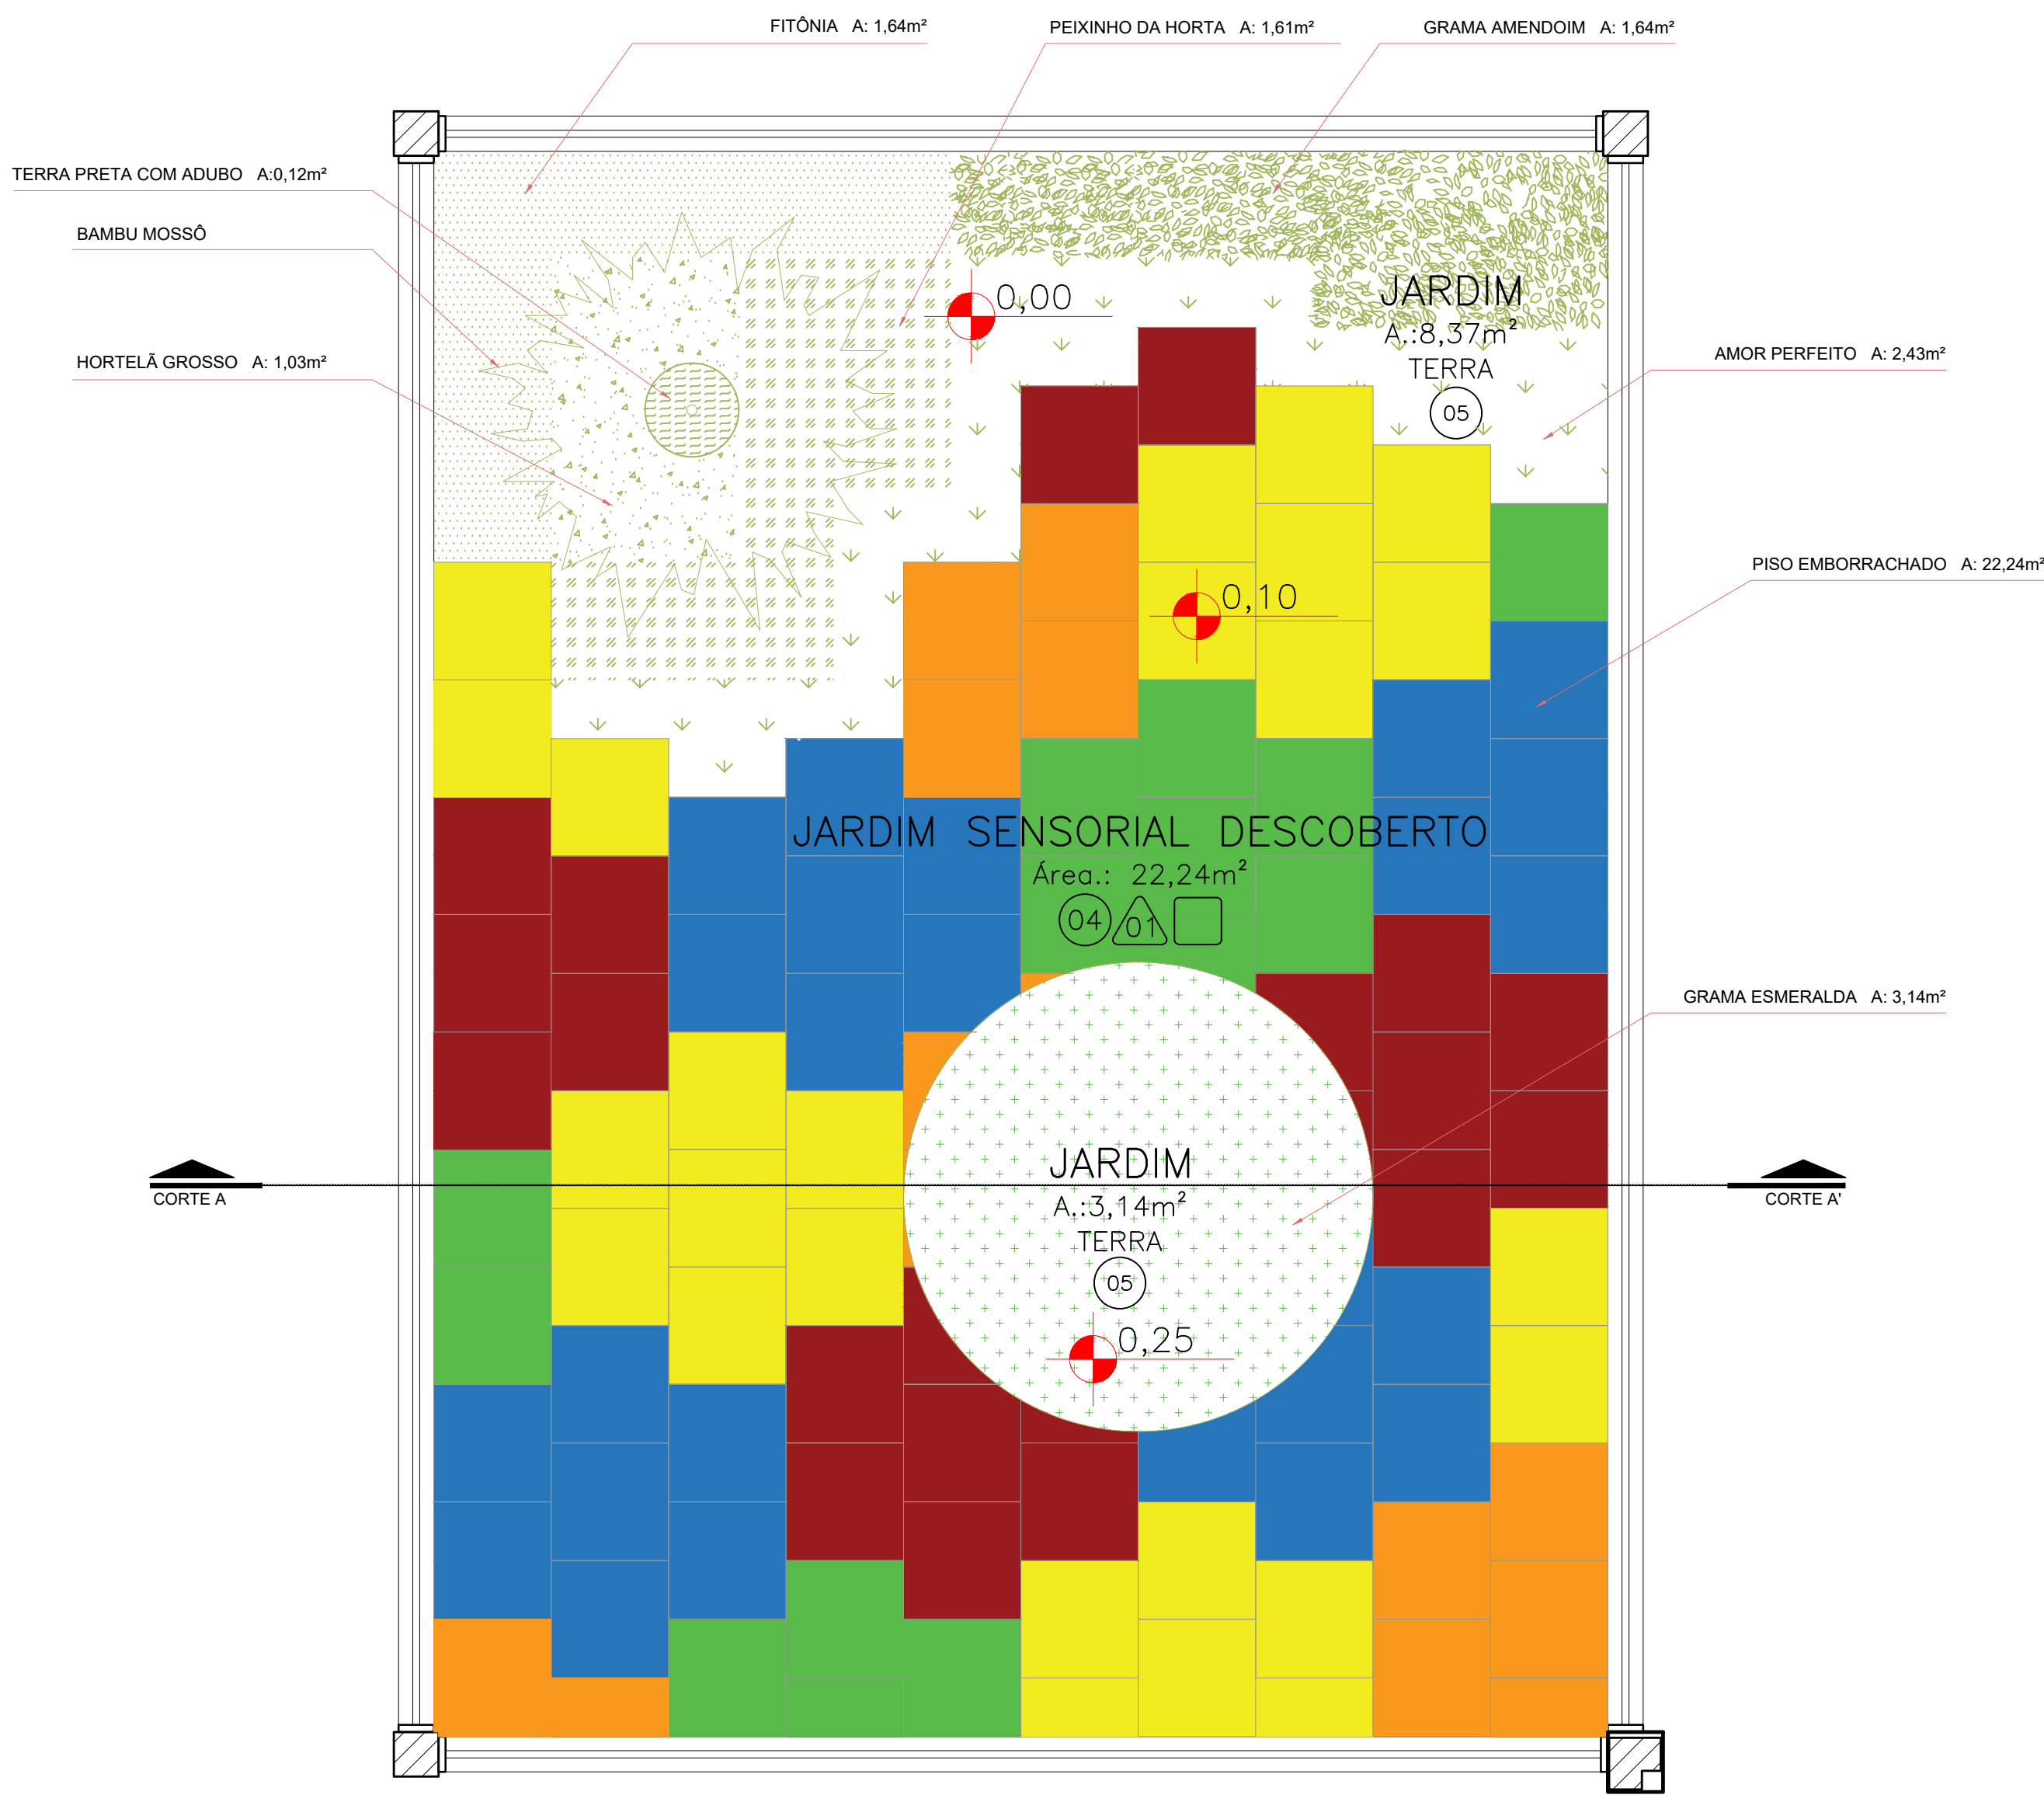 FITÔNIA A: 1,64m²
PEIXINHO DA HORTA A: 1,61m²
GRAMA AMENDOIM A: 1,64m²
TERRA PRETA COM ADUBO A:0,12m²
BAMBU MOSSÔ
HORTELÃ GROSSO A: 1,03m²
0,00
JARDIM
A.:8,37m²
TERRA
05
AMOR PERFEITO A: 2,43m²
PISO EMBORRACHADO A: 22,24m²
0,10
JARDIM SENSORIAL DESCOBERTO
Área.: 22,24m²
04 01
GRAMA ESMERALDA A: 3,14m²
JARDIM
A.:3,14m²
TERRA
05
0,25
CORTE A
CORTE A'